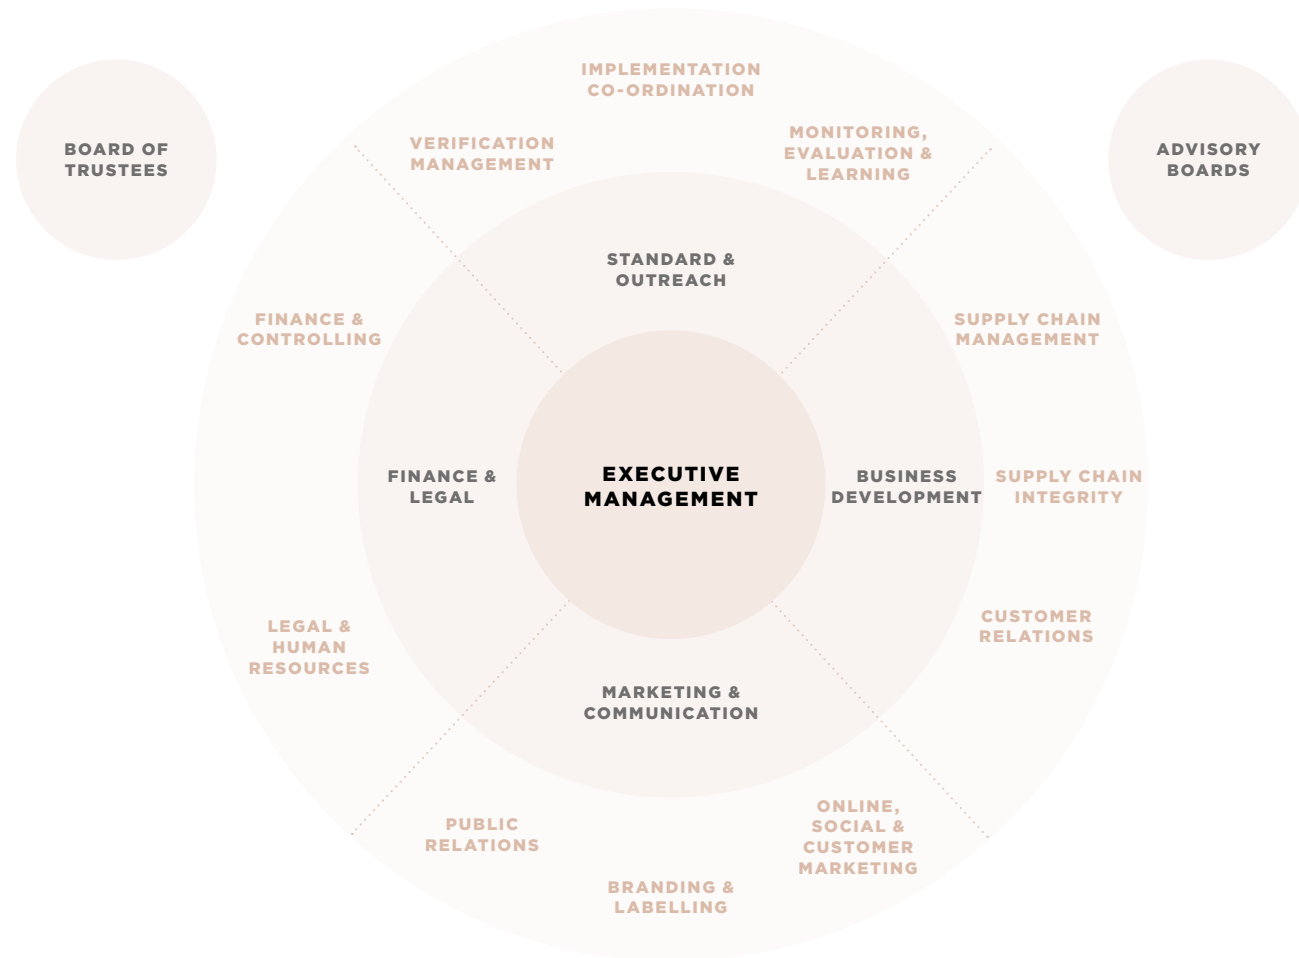 IMPLEMENTATION
CO-ORDINATION
VERIFICATION
MANAGEMENT
MONITORING,
EVALUATION &
LEARNING
BOARD OF
TRUSTEES
ADVISORY
BOARDS
STANDARD &
OUTREACH
FINANCE &
CONTROLLING
SUPPLY CHAIN
MANAGEMENT
FINANCE &
LEGAL
EXECUTIVE
MANAGEMENT
BUSINESS
DEVELOPMENT
SUPPLY CHAIN
INTEGRITY
LEGAL &
HUMAN
RESOURCES
CUSTOMER
RELATIONS
MARKETING &
COMMUNICATION
PUBLIC
RELATIONS
ONLINE,
SOCIAL &
CUSTOMER
MARKETING
BRANDING &
LABELLING